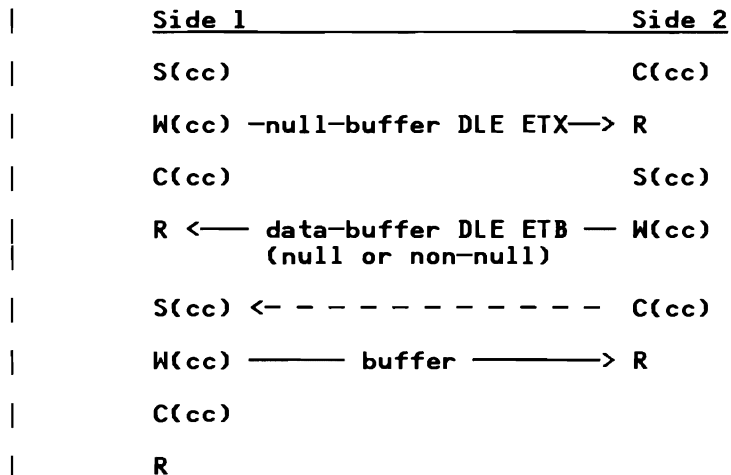 | Side 1 Side 2
| S(cc) C(cc)
| W(cc) —null—buffer DLE ETX—> R
| C(cc) S(cc)
| R <—— data—buffer DLE ETB — W(cc)
| (null or non—null)
| S(cc) <— — — — — — — — — — — C(cc)
| W(cc) ——— buffer ————> R
| C(cc)
| R